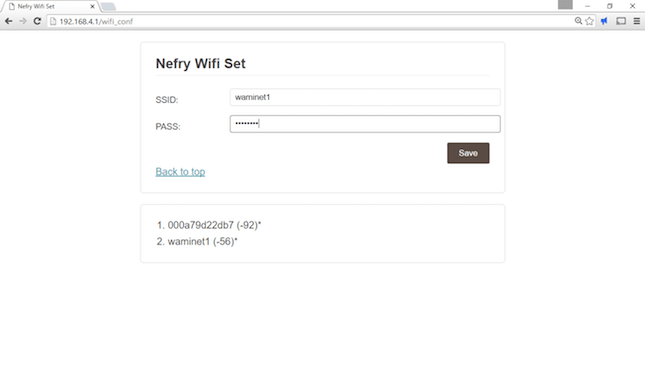 Nefry Wifi Set
192.168.4.1/wifi_conf
Nefry Wifi Set
SSID:
waminet1
PASS:
••••••••
Save
Back to top
1. 000a79d22db7 (-92)*
2. waminet1 (-56)*